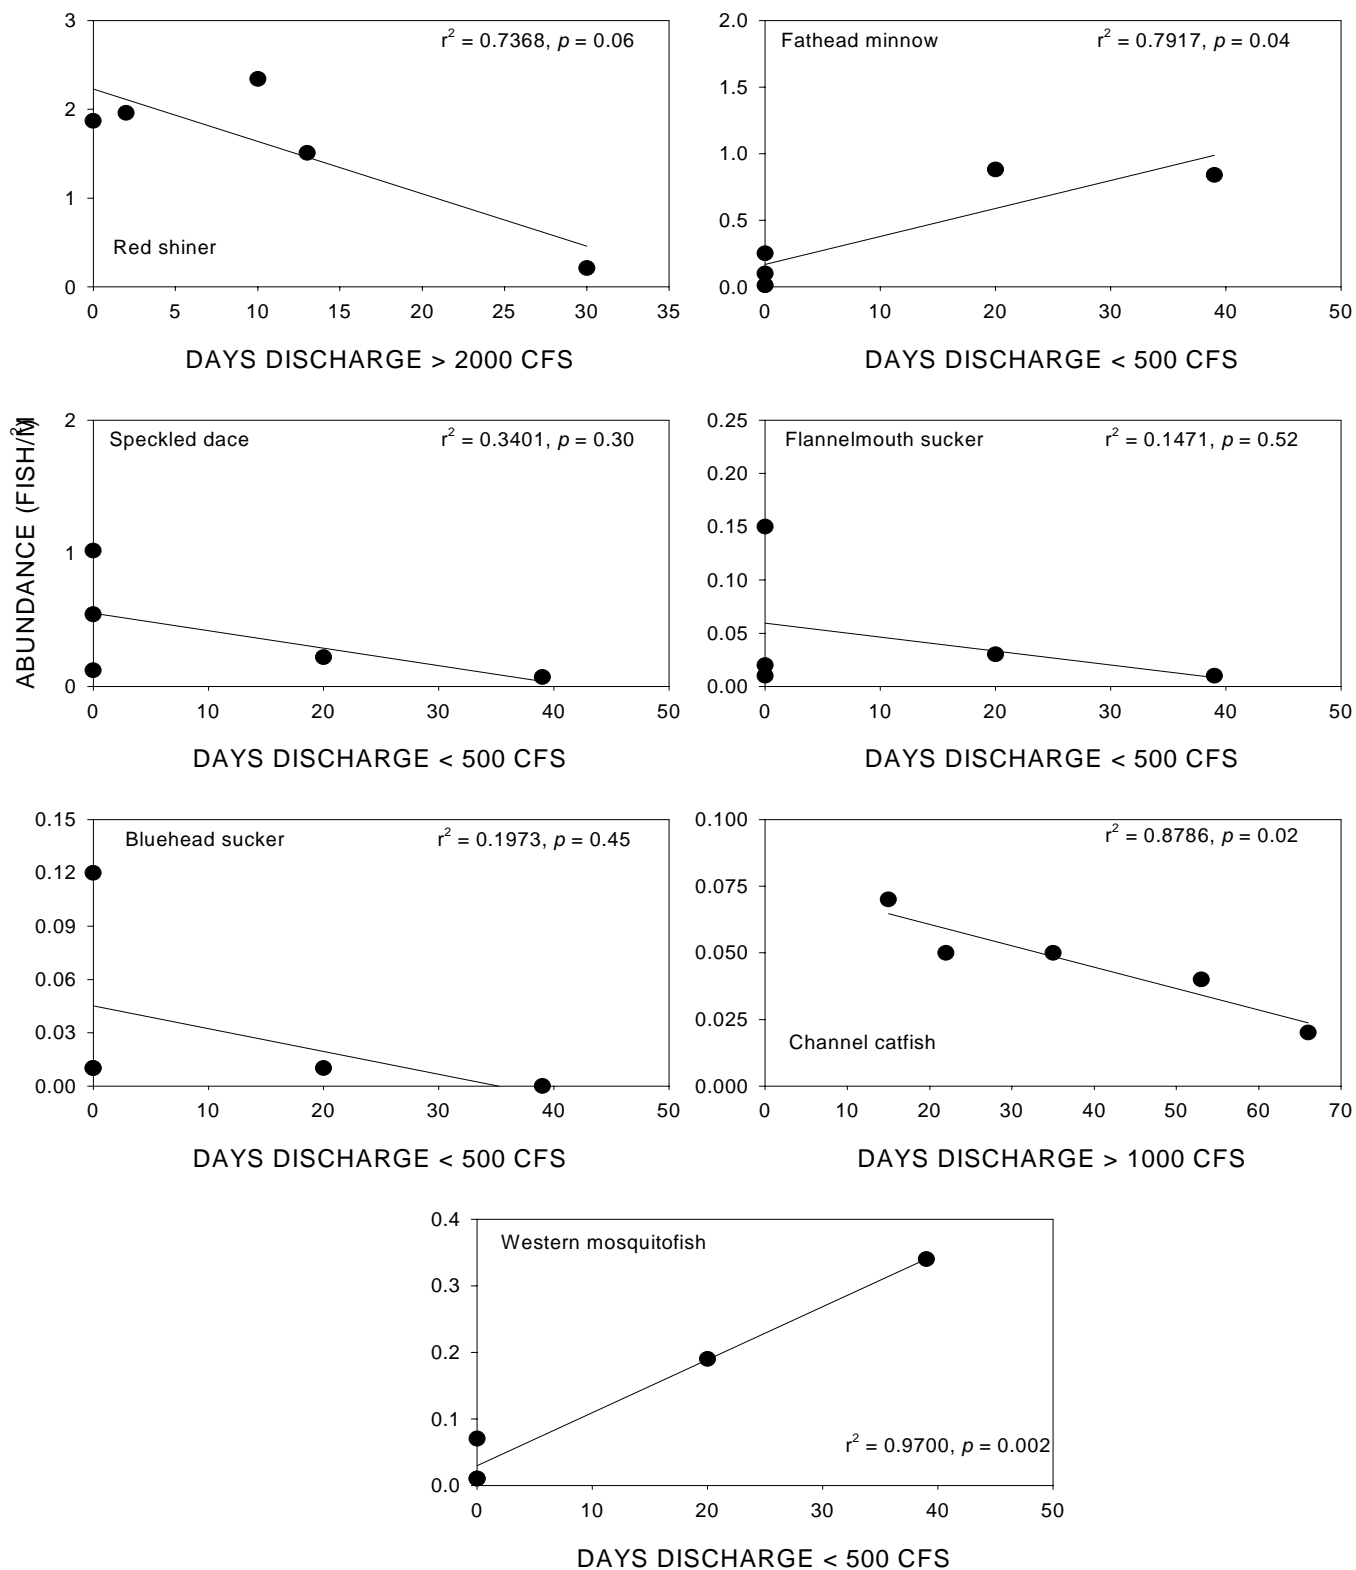 3
2
1
0
Red shiner
r² = 0.7368, p = 0.06
0 5 10 15 20 25 30 35
DAYS DISCHARGE > 2000 CFS
2.0
1.5
1.0
0.5
0.0
Fathead minnow
r² = 0.7917, p = 0.04
0 10 20 30 40 50
DAYS DISCHARGE < 500 CFS
ABUNDANCE (FISH/M²)
2
1
0
Speckled dace
r² = 0.3401, p = 0.30
0 10 20 30 40 50
DAYS DISCHARGE < 500 CFS
0.25
0.20
0.15
0.10
0.05
0.00
Flannelmouth sucker
r² = 0.1471, p = 0.52
0 10 20 30 40 50
DAYS DISCHARGE < 500 CFS
0.15
0.12
0.09
0.06
0.03
0.00
Bluehead sucker
r² = 0.1973, p = 0.45
0 10 20 30 40 50
DAYS DISCHARGE < 500 CFS
0.100
0.075
0.050
0.025
0.000
r² = 0.8786, p = 0.02
Channel catfish
0 10 20 30 40 50 60 70
DAYS DISCHARGE > 1000 CFS
0.4
0.3
0.2
0.1
0.0
Western mosquitofish
r² = 0.9700, p = 0.002
0 10 20 30 40 50
DAYS DISCHARGE < 500 CFS